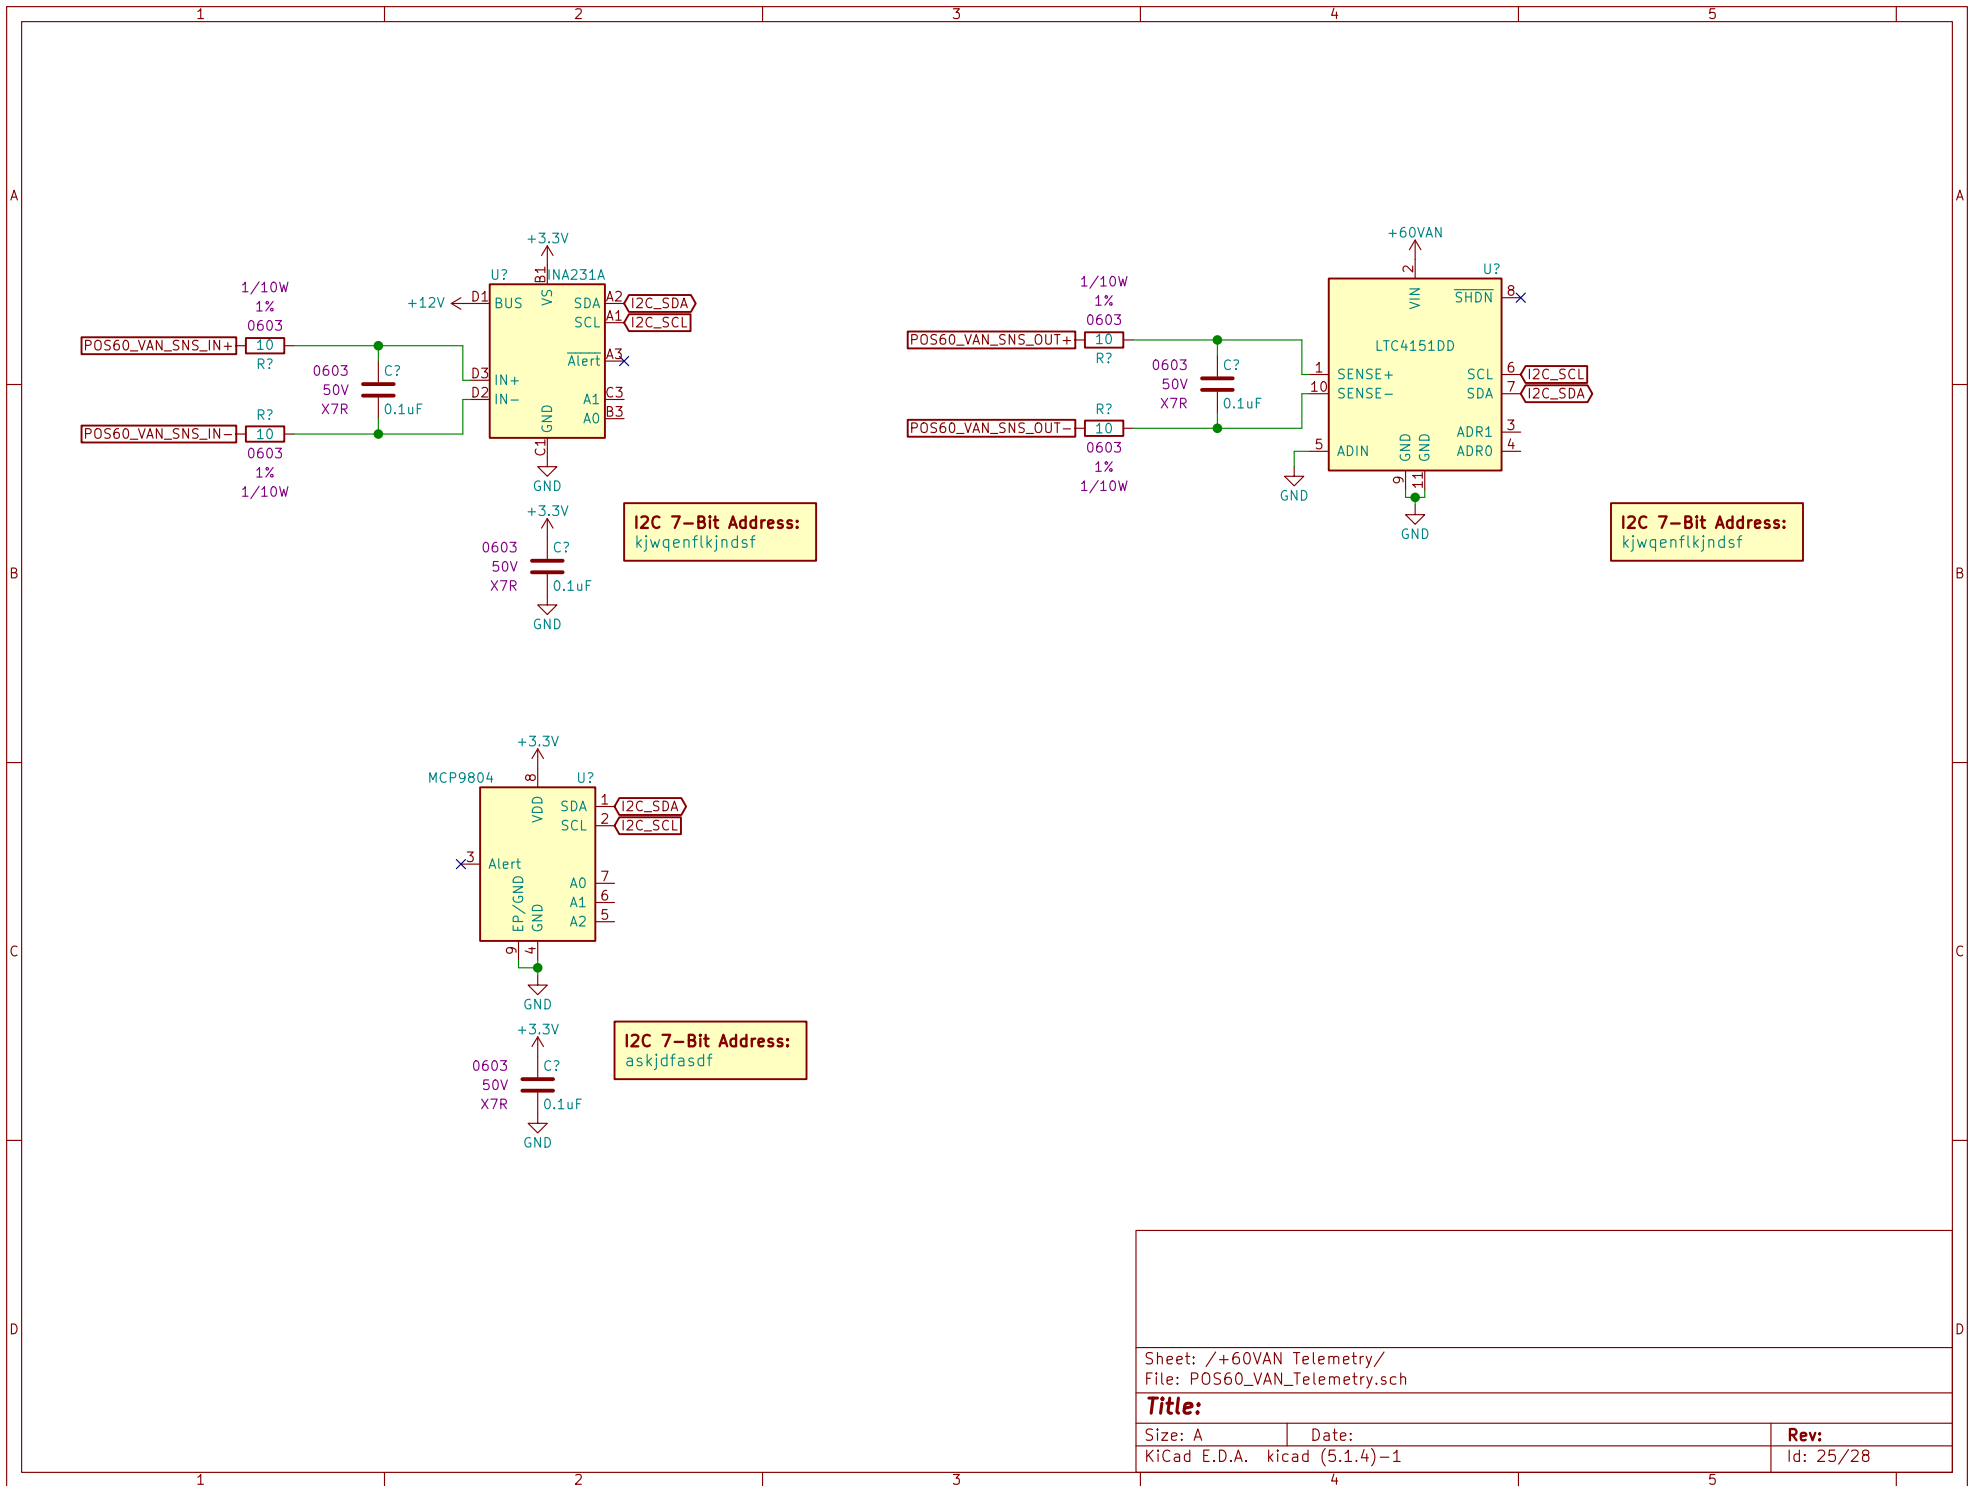 1 2 3 4 5
A A
B B
C C
D D
+3.3V
U? INA231A
B1
VS
+12V D1 BUS
SDA A2 I2C_SDA
SCL A1 I2C_SCL
Alert A3
1/10W
1%
0603
POS60_VAN_SNS_IN+ 10
R?
0603 C?
50V
X7R 0.1uF
D3 IN+
D2 IN-
A1 C3
A0 B3
GND
C1
GND
R?
POS60_VAN_SNS_IN- 10
0603
1%
1/10W
+3.3V
0603 C?
50V
X7R 0.1uF
GND
I2C 7-Bit Address:
kjwqenflkjndsf
+60VAN
2
U?
VIN
SHDN 8
LTC4151DD
1/10W
1%
0603
POS60_VAN_SNS_OUT+ 10
R?
0603 C?
50V
X7R 0.1uF
1 SENSE+
10 SENSE-
SCL 6 I2C_SCL
SDA 7 I2C_SDA
R?
POS60_VAN_SNS_OUT- 10
0603
1%
1/10W
ADR1 3
5 ADIN
ADR0 4
GND GND
9 11
GND
GND
I2C 7-Bit Address:
kjwqenflkjndsf
+3.3V
MCP9804 8 U?
VDD
SDA 1 I2C_SDA
SCL 2 I2C_SCL
3 Alert
A0 7
A1 6
A2 5
EP/GND GND
9 4
GND
+3.3V
0603 C?
50V
X7R 0.1uF
GND
I2C 7-Bit Address:
askjdfasdf
Sheet: /+60VAN Telemetry/
File: POS60_VAN_Telemetry.sch
Title:
Size: A Date: Rev:
KiCad E.D.A. kicad (5.1.4)-1 Id: 25/28
1 2 3 4 5